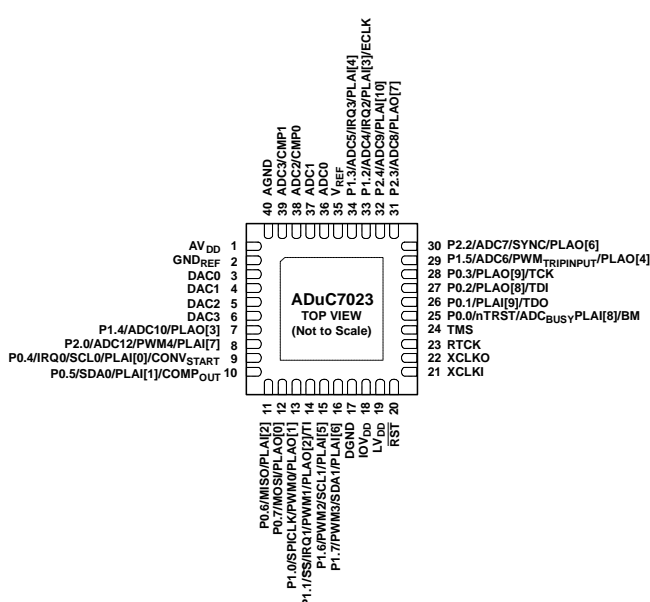 40 AGND
39 ADC3/CMP1
38 ADC2/CMP0
37 ADC1
36 ADC0
35 VREF
34 P1.3/ADC5/IRQ3/PLAI[4]
33 P1.2/ADC4/IRQ2/PLAI[3]/ECLK
32 P2.4/ADC9/PLAI[10]
31 P2.3/ADC8/PLAO[7]
AVDD 1
GNDREF 2
DAC0 3
DAC1 4
DAC2 5
DAC3 6
P1.4/ADC10/PLAO[3] 7
P2.0/ADC12/PWM4/PLAI[7] 8
P0.4/IRQ0/SCL0/PLAI[0]/CONVSTART 9
P0.5/SDA0/PLAI[1]/COMPOUT 10
ADuC7023
TOP VIEW
(Not to Scale)
30 P2.2/ADC7/SYNC/PLAO[6]
29 P1.5/ADC6/PWMTRIPINPUT/PLAO[4]
28 P0.3/PLAO[9]/TCK
27 P0.2/PLAO[8]/TDI
26 P0.1/PLAI[9]/TDO
25 P0.0/nTRST/ADCBUSYPLAI[8]/BM
24 TMS
23 RTCK
22 XCLKO
21 XCLKI
P0.6/MISO/PLAI[2] 11
P0.7/MOSI/PLAO[0] 12
P1.0/SPICLK/PWM0/PLAO[1] 13
P1.1/SS/IRQ1/PWM1/PLAO[2]/TI 14
P1.6/PWM2/SCL1/PLAI[5] 15
P1.7/PWM3/SDA1/PLAI[6] 16
DGND 17
IOVDD 18
LVDD 19
RST 20